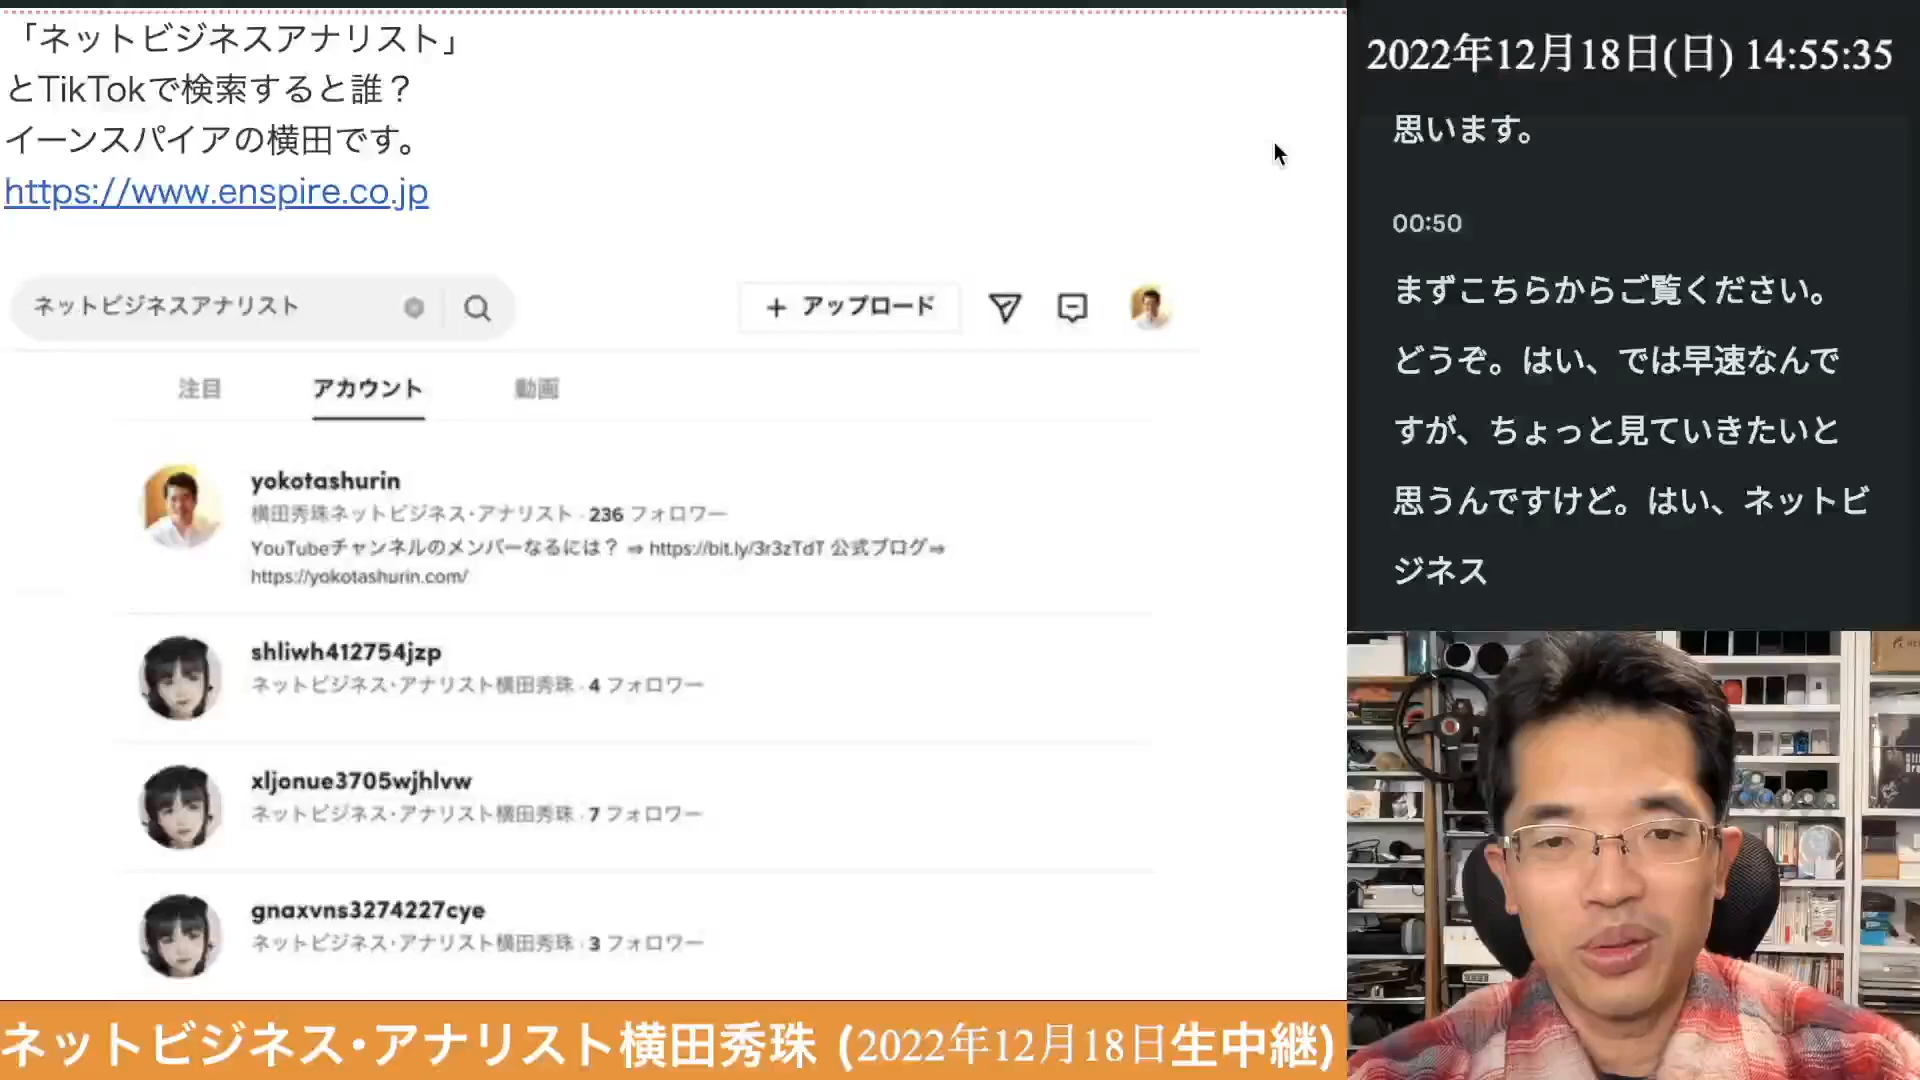 「ネットビジネスアナリスト」
とTikTokで検索すると誰？
イーンスパイアの横田です。
https://www.enspire.co.jp
ネットビジネスアナリスト
＋ アップロード
注目 アカウント 動画
yokotashurin
横田秀珠ネットビジネス・アナリスト · 236 フォロワー
YouTubeチャンネルのメンバーなるには？ ⇒ https://bit.ly/3r3zTdT 公式ブログ⇒
https://yokotashurin.com/
shliwh412754jzp
ネットビジネス・アナリスト横田秀珠 · 4 フォロワー
xljonue3705wjhlvw
ネットビジネス・アナリスト横田秀珠 · 7 フォロワー
gnaxvns3274227cye
ネットビジネス・アナリスト横田秀珠 · 3 フォロワー
ネットビジネス・アナリスト横田秀珠 (2022年12月18日生中継)
2022年12月18日(日) 14:55:35
思います。
00:50
まずこちらからご覧ください。
どうぞ。はい、では早速なんで
すが、ちょっと見ていきたいと
思うんですけど。はい、ネットビ
ジネス